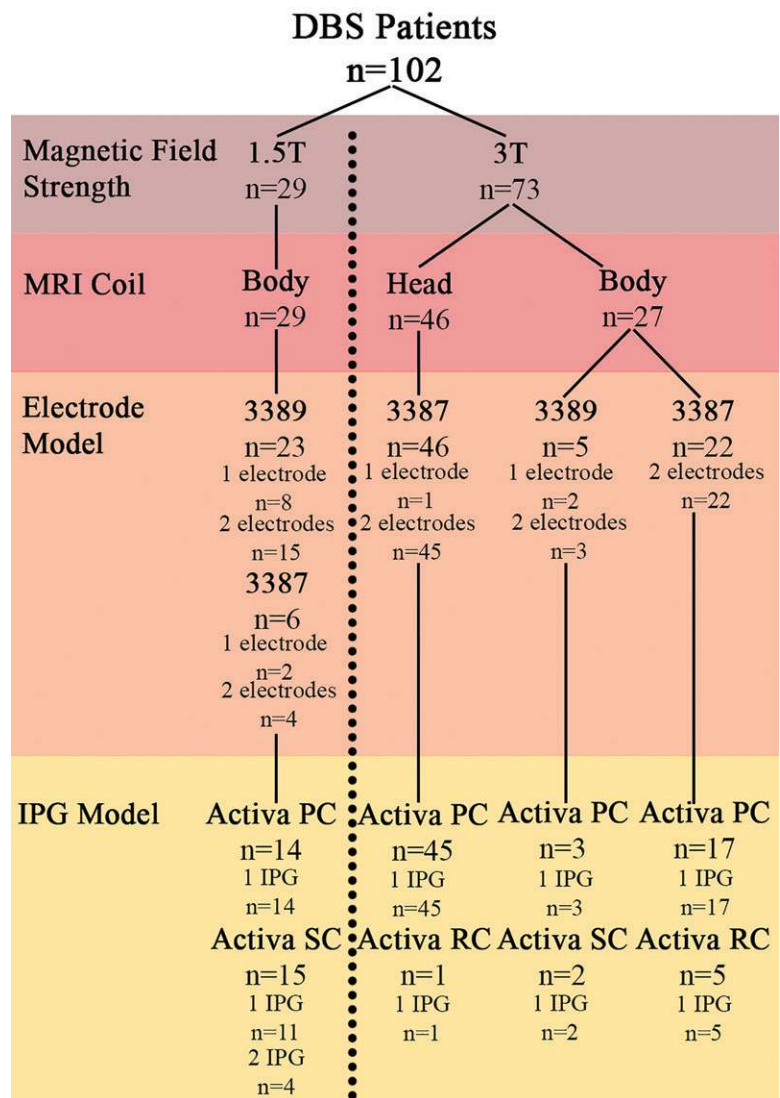 DBS Patients
n=102
Magnetic Field
Strength
1.5T
n=29
3T
n=73
MRI Coil
Body
n=29
Head
n=46
Body
n=27
Electrode
Model
3389
n=23
1 electrode
n=8
2 electrodes
n=15
3387
n=6
1 electrode
n=2
2 electrodes
n=4
3387
n=46
1 electrode
n=1
2 electrodes
n=45
3389
n=5
1 electrode
n=2
2 electrodes
n=3
3387
n=22
2 electrodes
n=22
IPG Model
Activa PC
n=14
1 IPG
n=14
Activa SC
n=15
1 IPG
n=11
2 IPG
n=4
Activa PC
n=45
1 IPG
n=45
Activa RC
n=1
1 IPG
n=1
Activa PC
n=3
1 IPG
n=3
Activa SC
n=2
1 IPG
n=2
Activa PC
n=17
1 IPG
n=17
Activa RC
n=5
1 IPG
n=5